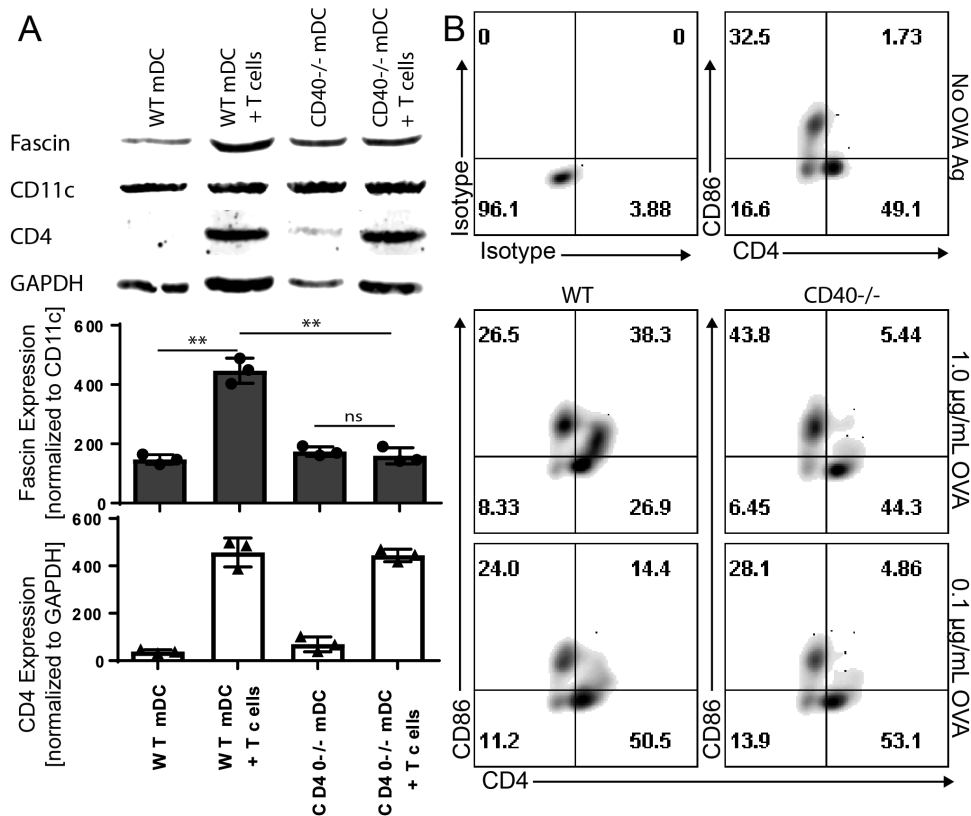 A
WT mDC
WT mDC
+ T cells
CD40-/- mDC
CD40-/- mDC
+ T cells
Fascin
CD11c
CD4
GAPDH
Fascin Expression
[normalized to CD11c]
600
400
200
0
**
**
ns
CD4 Expression
[normalized to GAPDH]
600
400
200
0
WT mDC
WT mDC
+ T cells
CD40-/- mDC
CD40-/- mDC
+ T cells
B
0
0
96.1
3.88
Isotype
Isotype
32.5
1.73
16.6
49.1
CD86
CD4
No OVA Ag
WT
CD40-/-
26.5
38.3
8.33
26.9
43.8
5.44
6.45
44.3
1.0 µg/mL OVA
24.0
14.4
11.2
50.5
28.1
4.86
13.9
53.1
0.1 µg/mL OVA
CD86
CD86
CD4